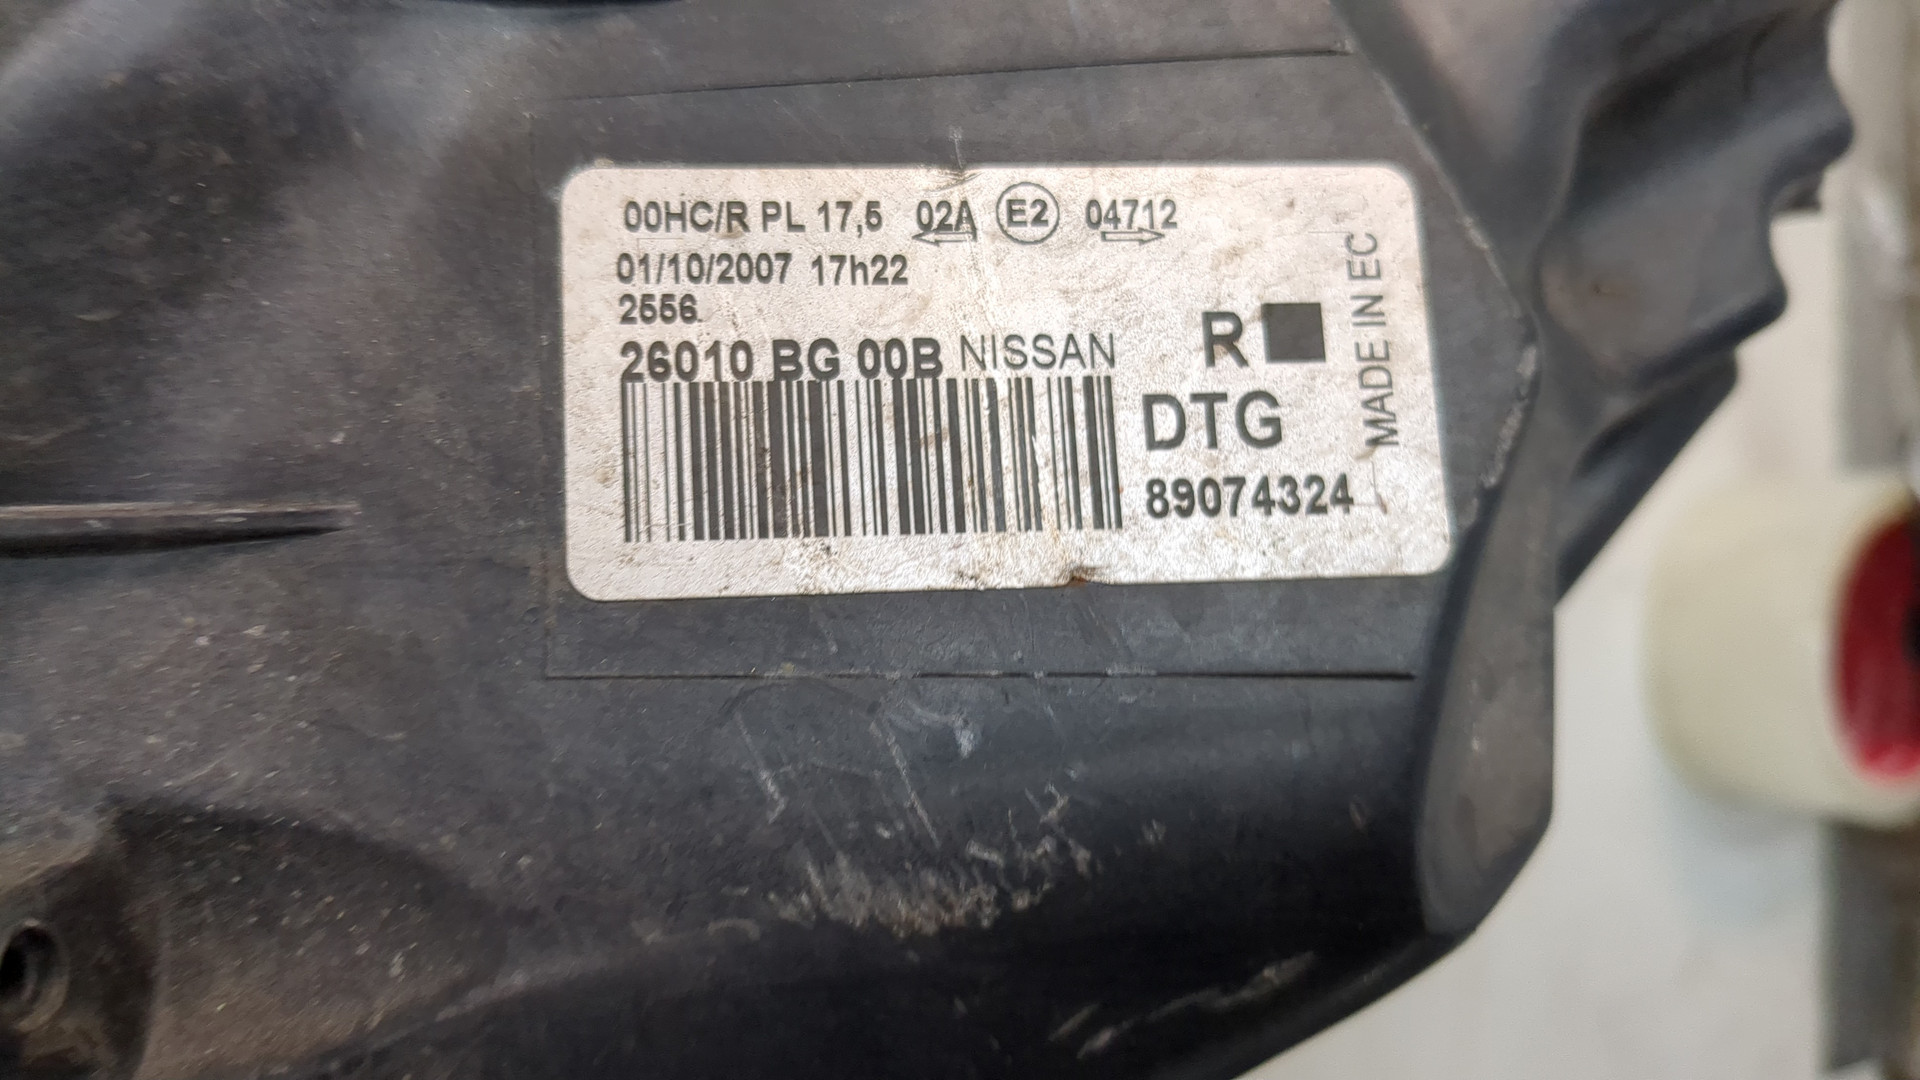 00HC/R PL 17,5 02A E2 04712
01/10/2007 17h22
2556
26010 BG 00B NISSAN
R
DTG
89074324
MADE IN EC